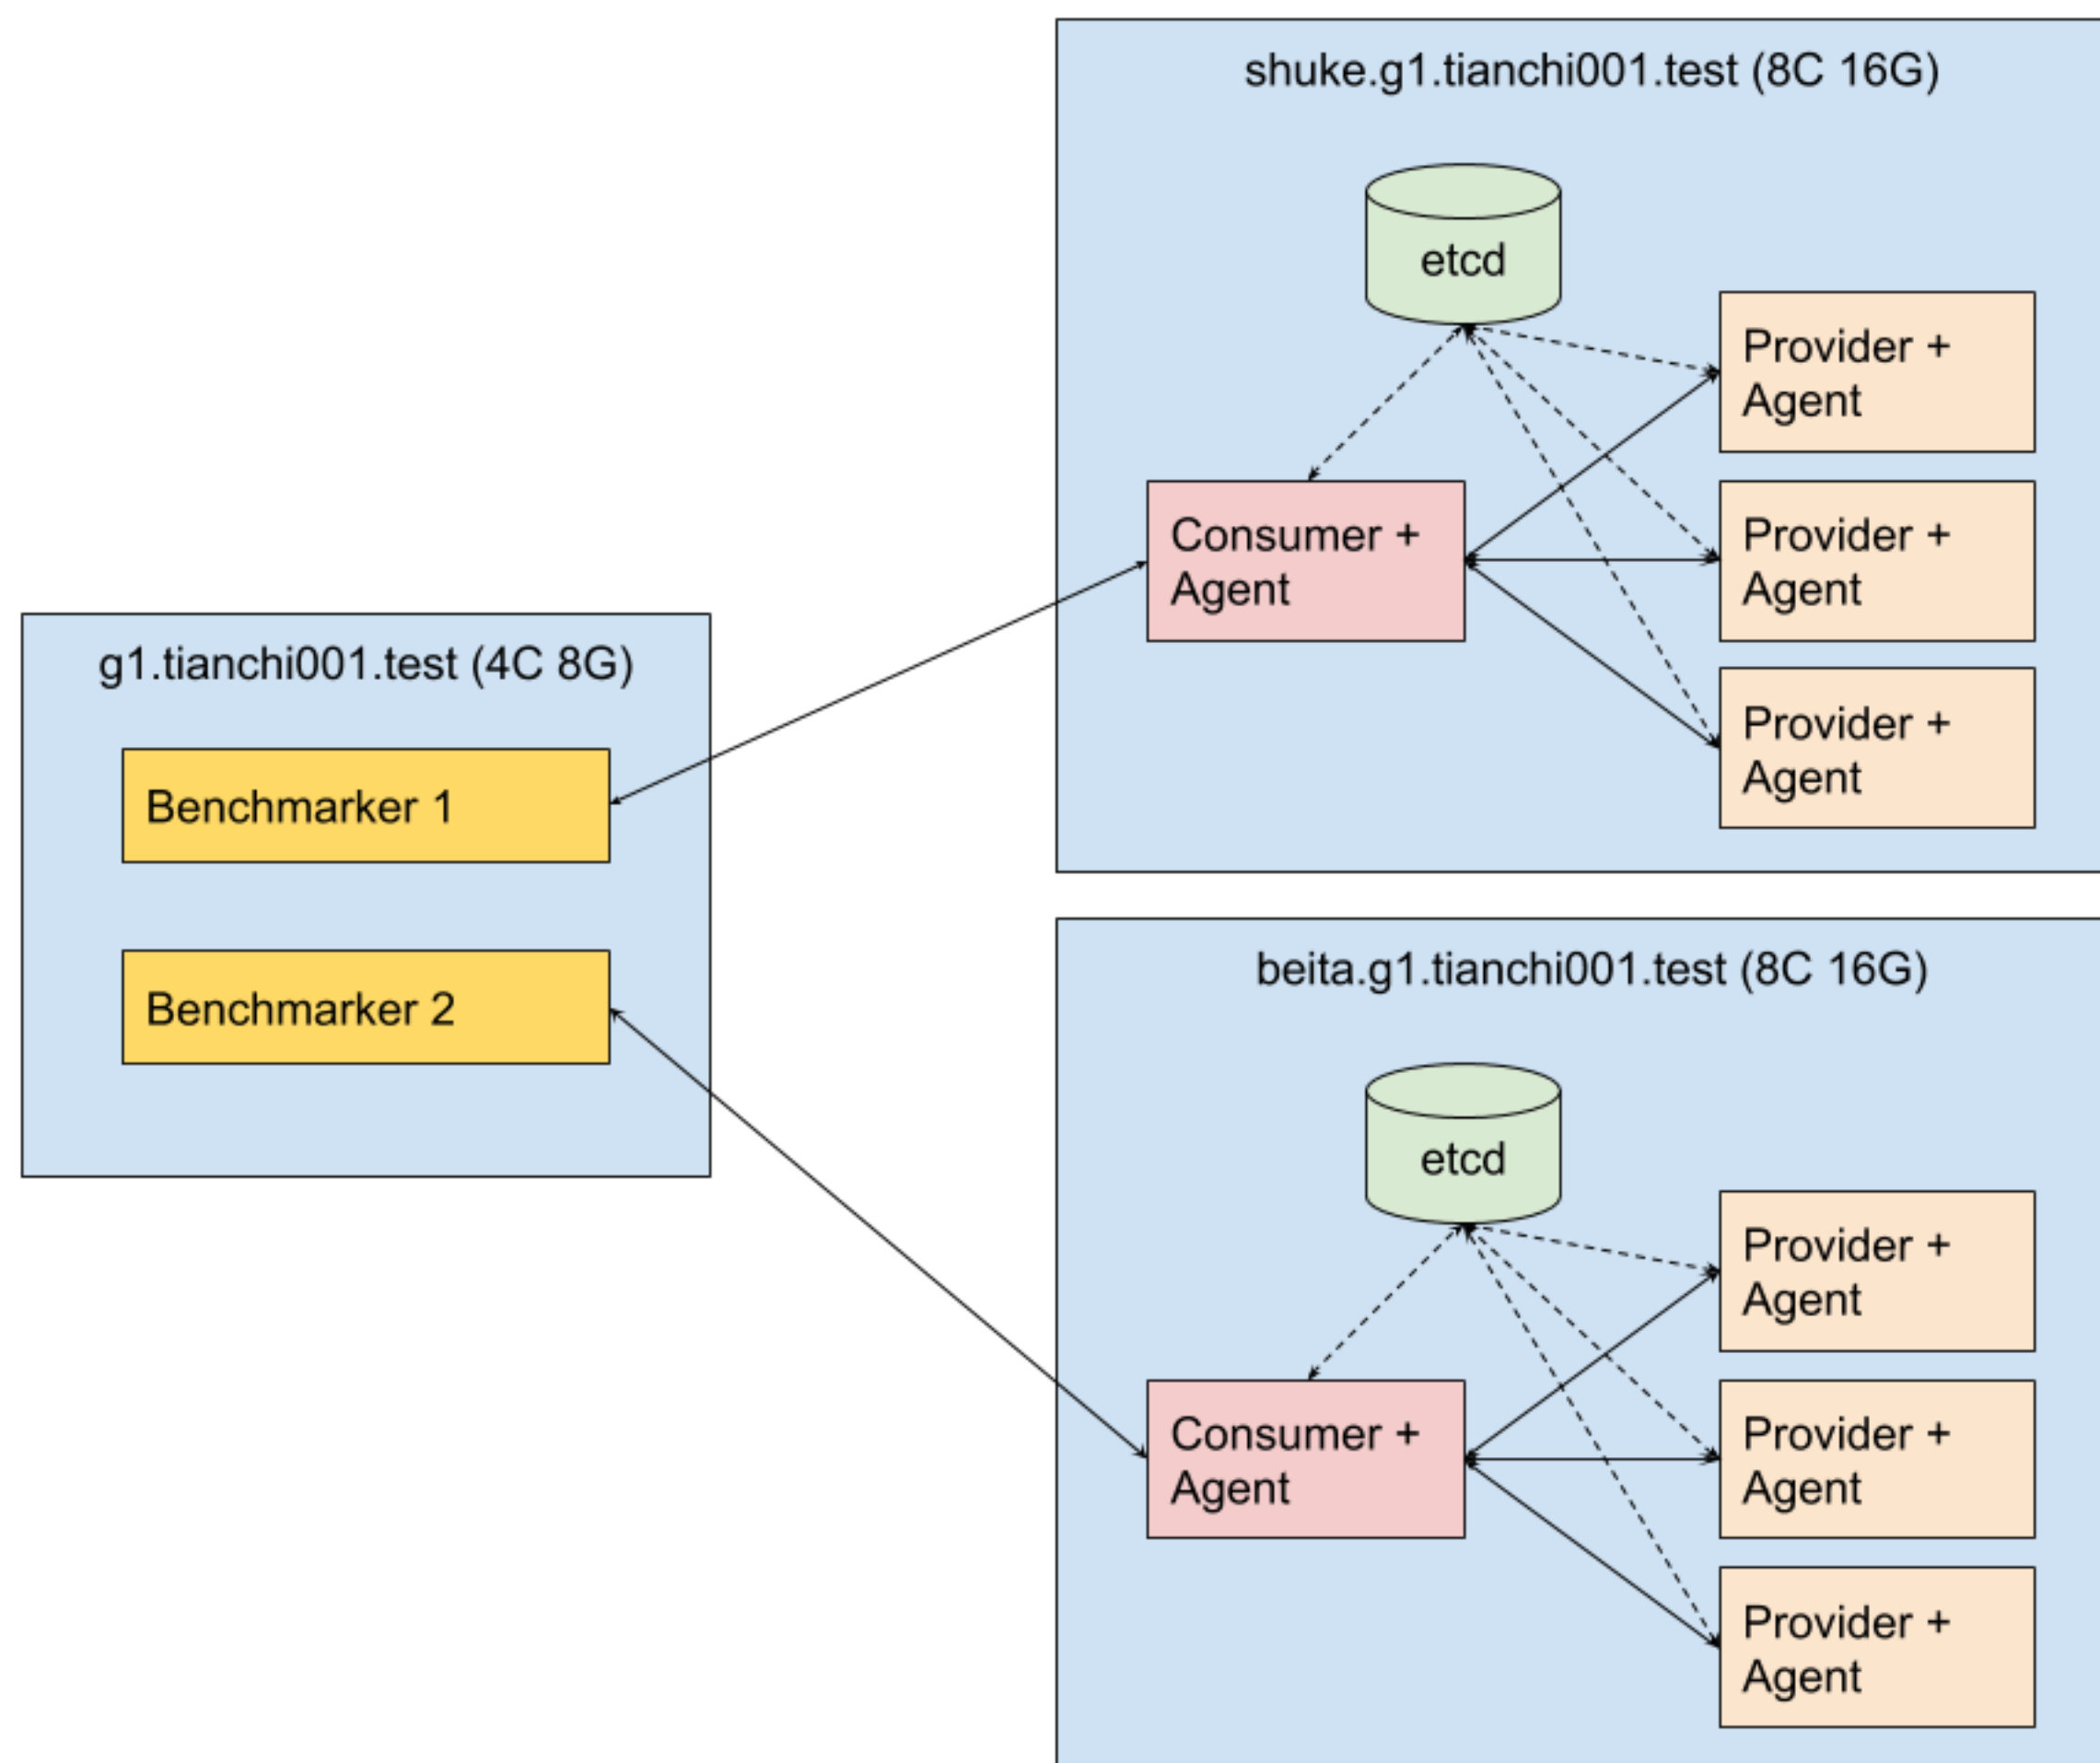 shuke.g1.tianchi001.test (8C 16G)
etcd
Provider +
Agent
Consumer +
Agent
Provider +
Agent
Provider +
Agent
g1.tianchi001.test (4C 8G)
Benchmarker 1
Benchmarker 2
beita.g1.tianchi001.test (8C 16G)
etcd
Provider +
Agent
Consumer +
Agent
Provider +
Agent
Provider +
Agent